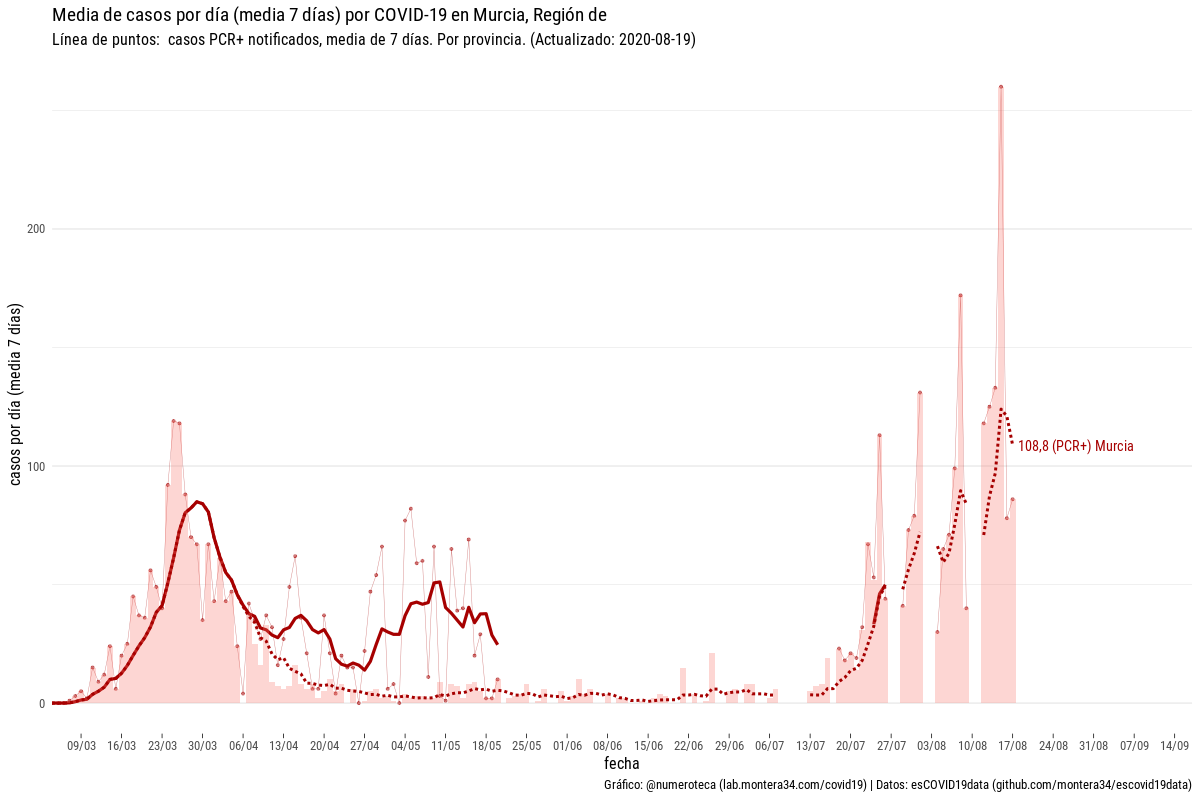 Media de casos por día (media 7 días) por COVID-19 en Murcia, Región de
Línea de puntos:  casos PCR+ notificados, media de 7 días. Por provincia. (Actualizado: 2020-08-19)
casos por día (media 7 días)
200
100
0
108,8 (PCR+) Murcia
09/03 16/03 23/03 30/03 06/04 13/04 20/04 27/04 04/05 11/05 18/05 25/05 01/06 08/06 15/06 22/06 29/06 06/07 13/07 20/07 27/07 03/08 10/08 17/08 24/08 31/08 07/09 14/09
fecha
Gráfico: @numeroteca (lab.montera34.com/covid19) | Datos: esCOVID19data (github.com/montera34/escovid19data)